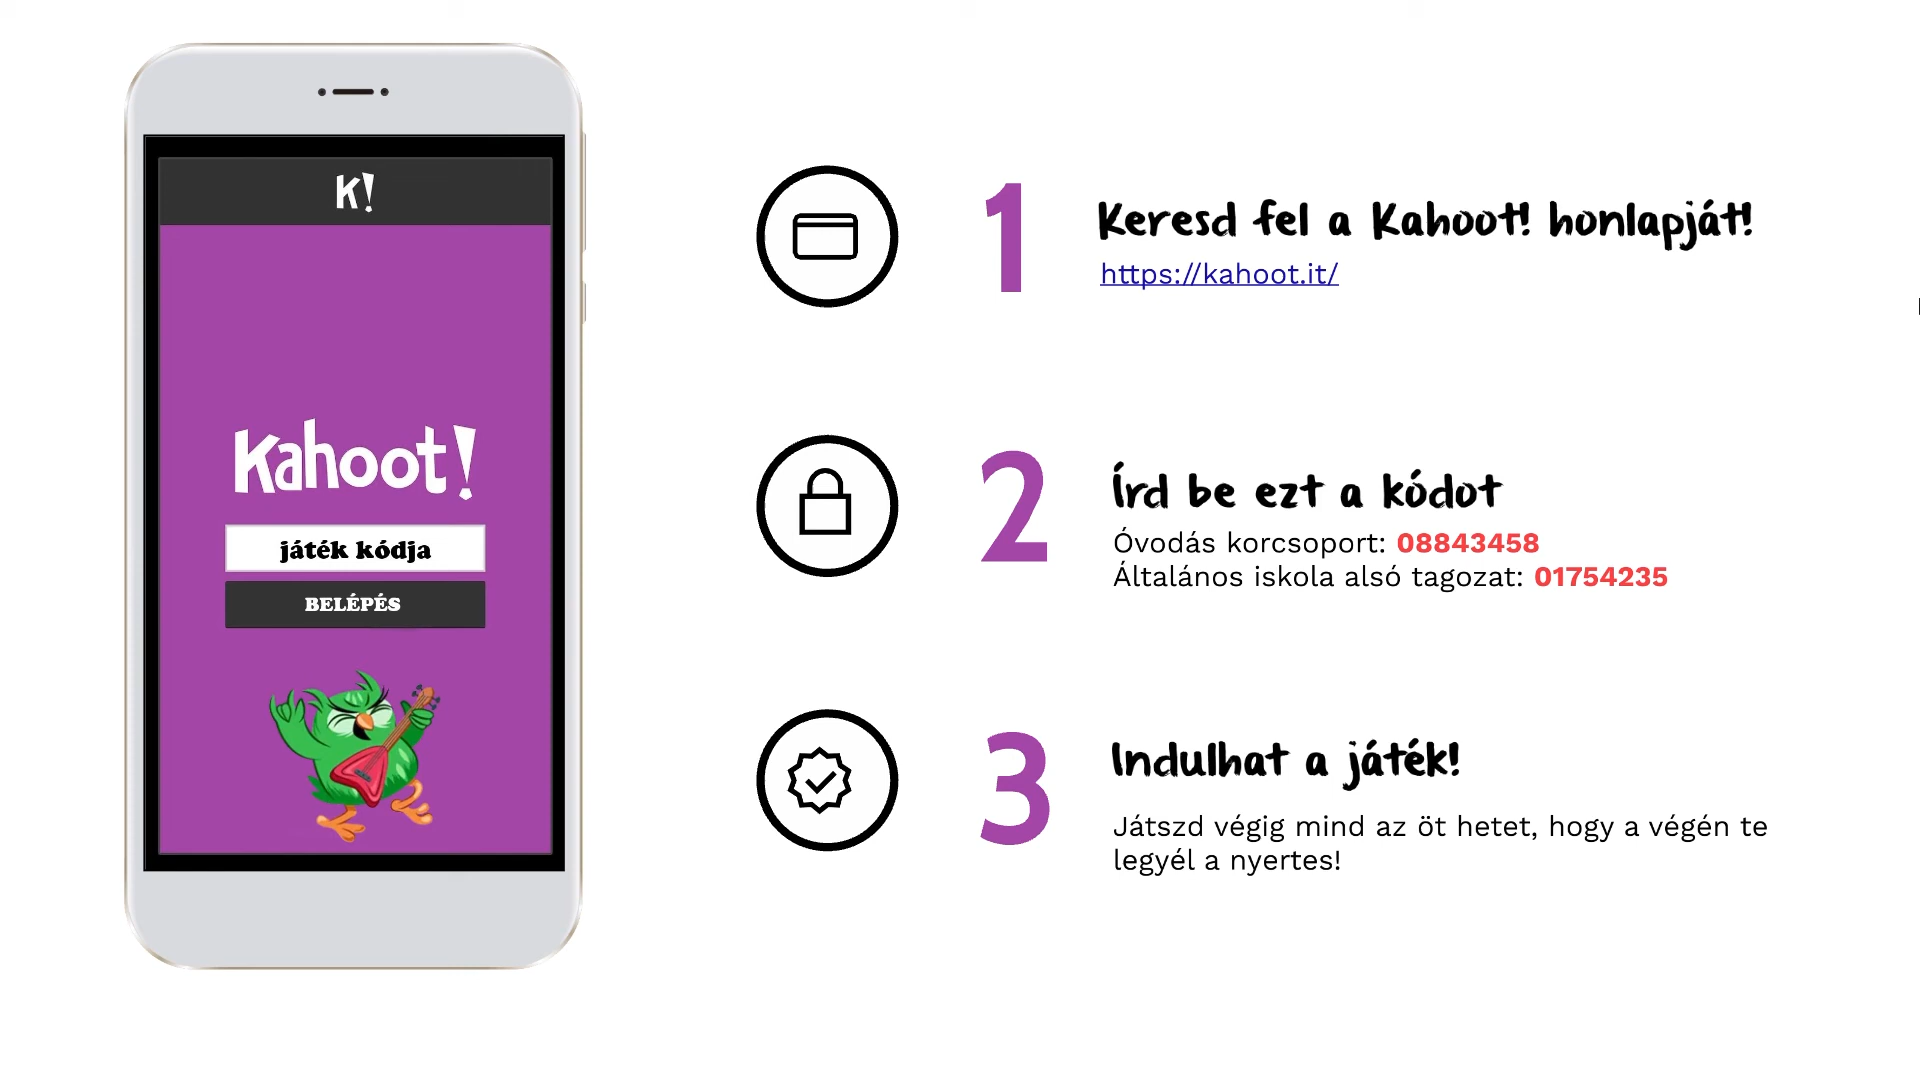 K!
Kahoot!
játék kódja
BELÉPÉS
1
Keresd fel a Kahoot! honlapját!
https://kahoot.it/
2
Írd be ezt a kódot
Óvodás korcsoport: 08843458
Általános iskola alsó tagozat: 01754235
3
Indulhat a játék!
Játszd végig mind az öt hetet, hogy a végén te
legyél a nyertes!